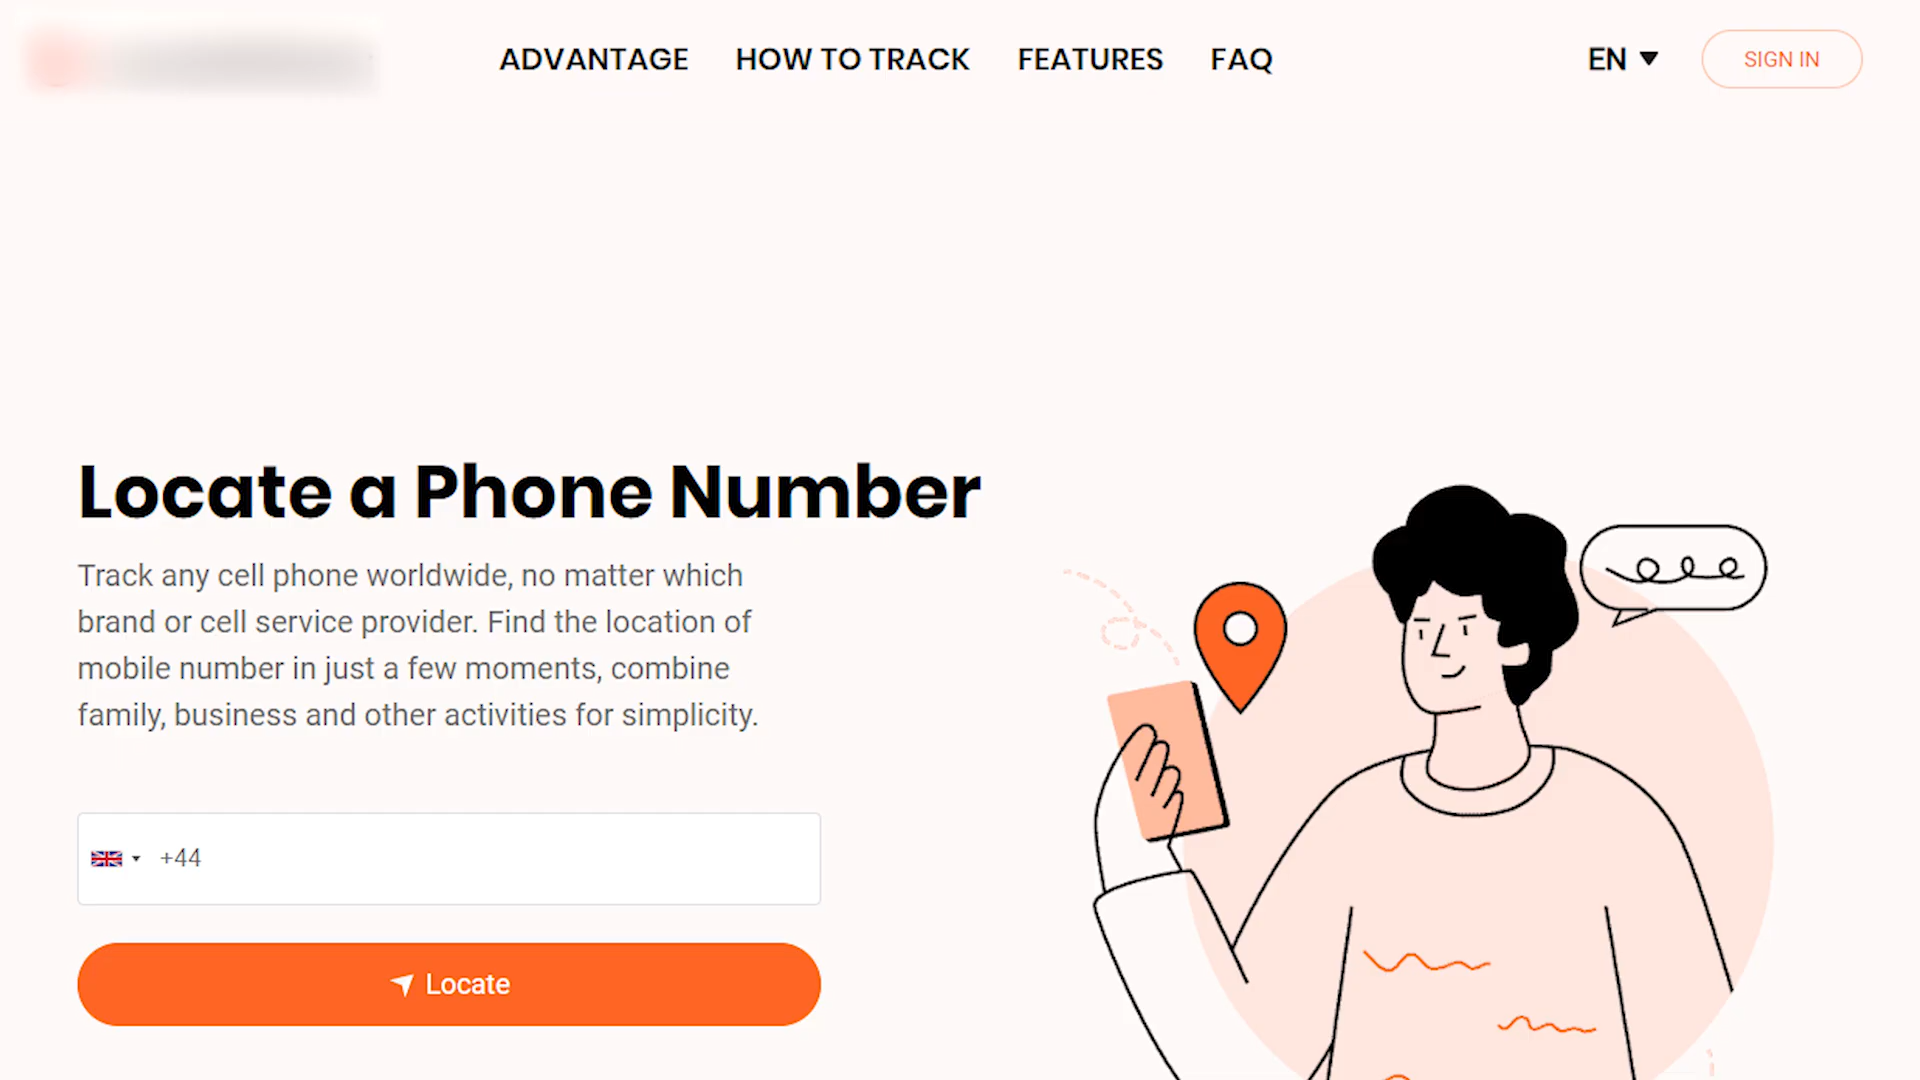 ADVANTAGE HOW TO TRACK FEATURES FAQ EN SIGN IN
Locate a Phone Number
Track any cell phone worldwide, no matter which
brand or cell service provider. Find the location of
mobile number in just a few moments, combine
family, business and other activities for simplicity.
+44
Locate